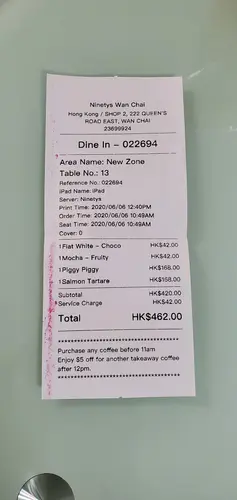 Ninetys Wan Chai
Hong Kong / SHOP 2, 222 QUEEN'S
ROAD EAST, WAN CHAI
23699924
Dine In – 022694
Area Name: New Zone
Table No.: 13
Reference No.: 022694
iPad Name: iPad
Server: Ninetys
Print Time: 2020/06/06 12:40PM
Order Time: 2020/06/06 10:49AM
Seat Time: 2020/06/06 10:49AM
Cover: 0
1 Flat White – Choco HK$42.00
1 Mocha – Fruity HK$42.00
1 Piggy Piggy HK$168.00
1 Salmon Tartare HK$158.00
Subtotal HK$420.00
Service Charge HK$42.00
Total HK$462.00
****************************************
Purchase any coffee before 11am
Enjoy $5 off for another takeaway coffee
after 12pm.
****************************************